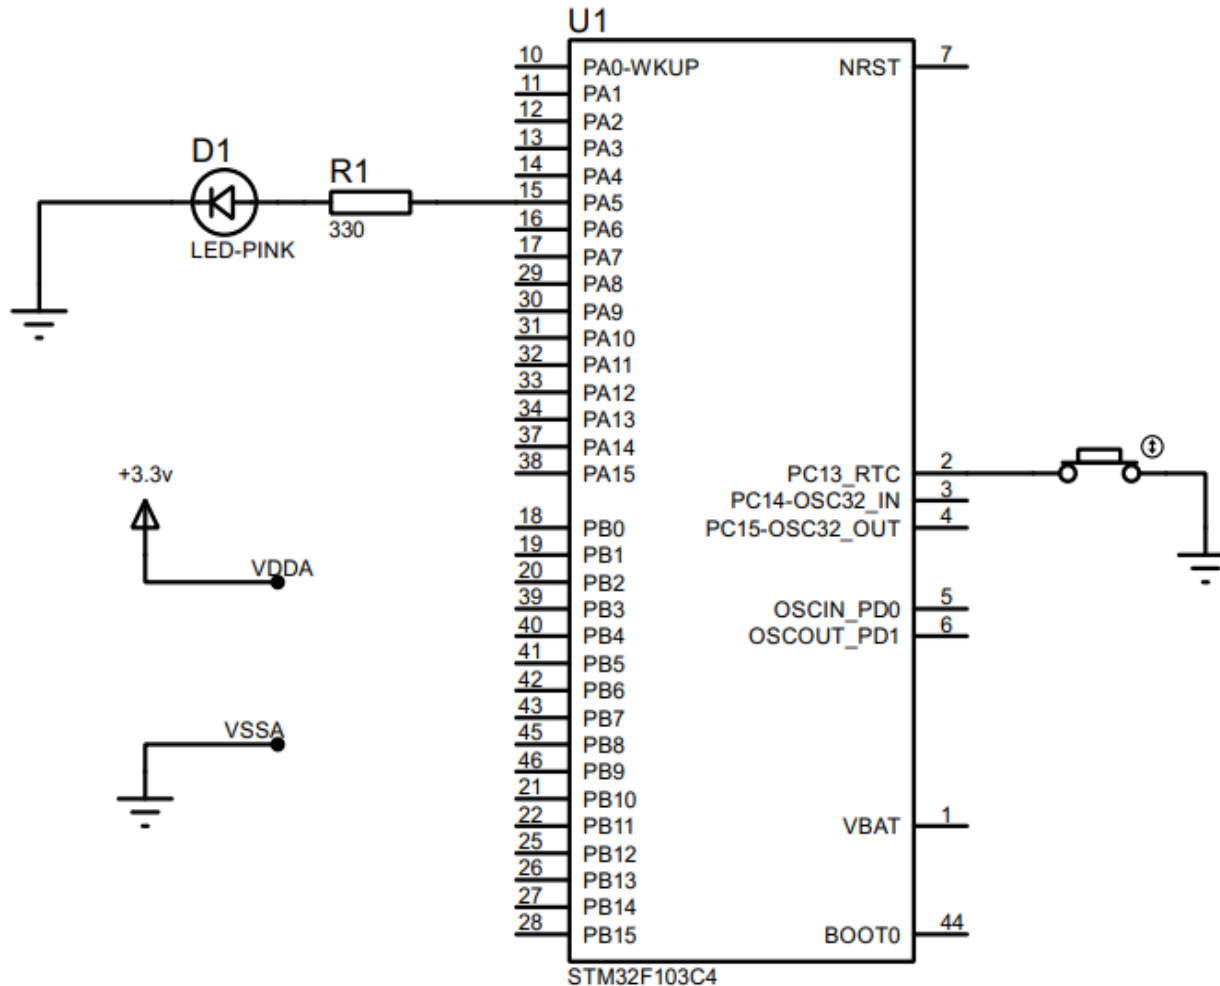 U1
10 PA0-WKUP NRST 7
11 PA1
12 PA2
13 PA3
14 PA4
D1
R1
15 PA5
330
LED-PINK
16 PA6
17 PA7
29 PA8
30 PA9
31 PA10
32 PA11
33 PA12
34 PA13
37 PA14
38 PA15 PC13_RTC 2
+3.3v
PC14-OSC32_IN 3
18 PB0 PC15-OSC32_OUT 4
19 PB1
VDDA
20 PB2
39 PB3 OSCIN_PD0 5
40 PB4 OSCOUT_PD1 6
41 PB5
42 PB6
43 PB7
VSSA
45 PB8
46 PB9
21 PB10
22 PB11 VBAT 1
25 PB12
26 PB13
27 PB14
28 PB15 BOOT0 44
STM32F103C4